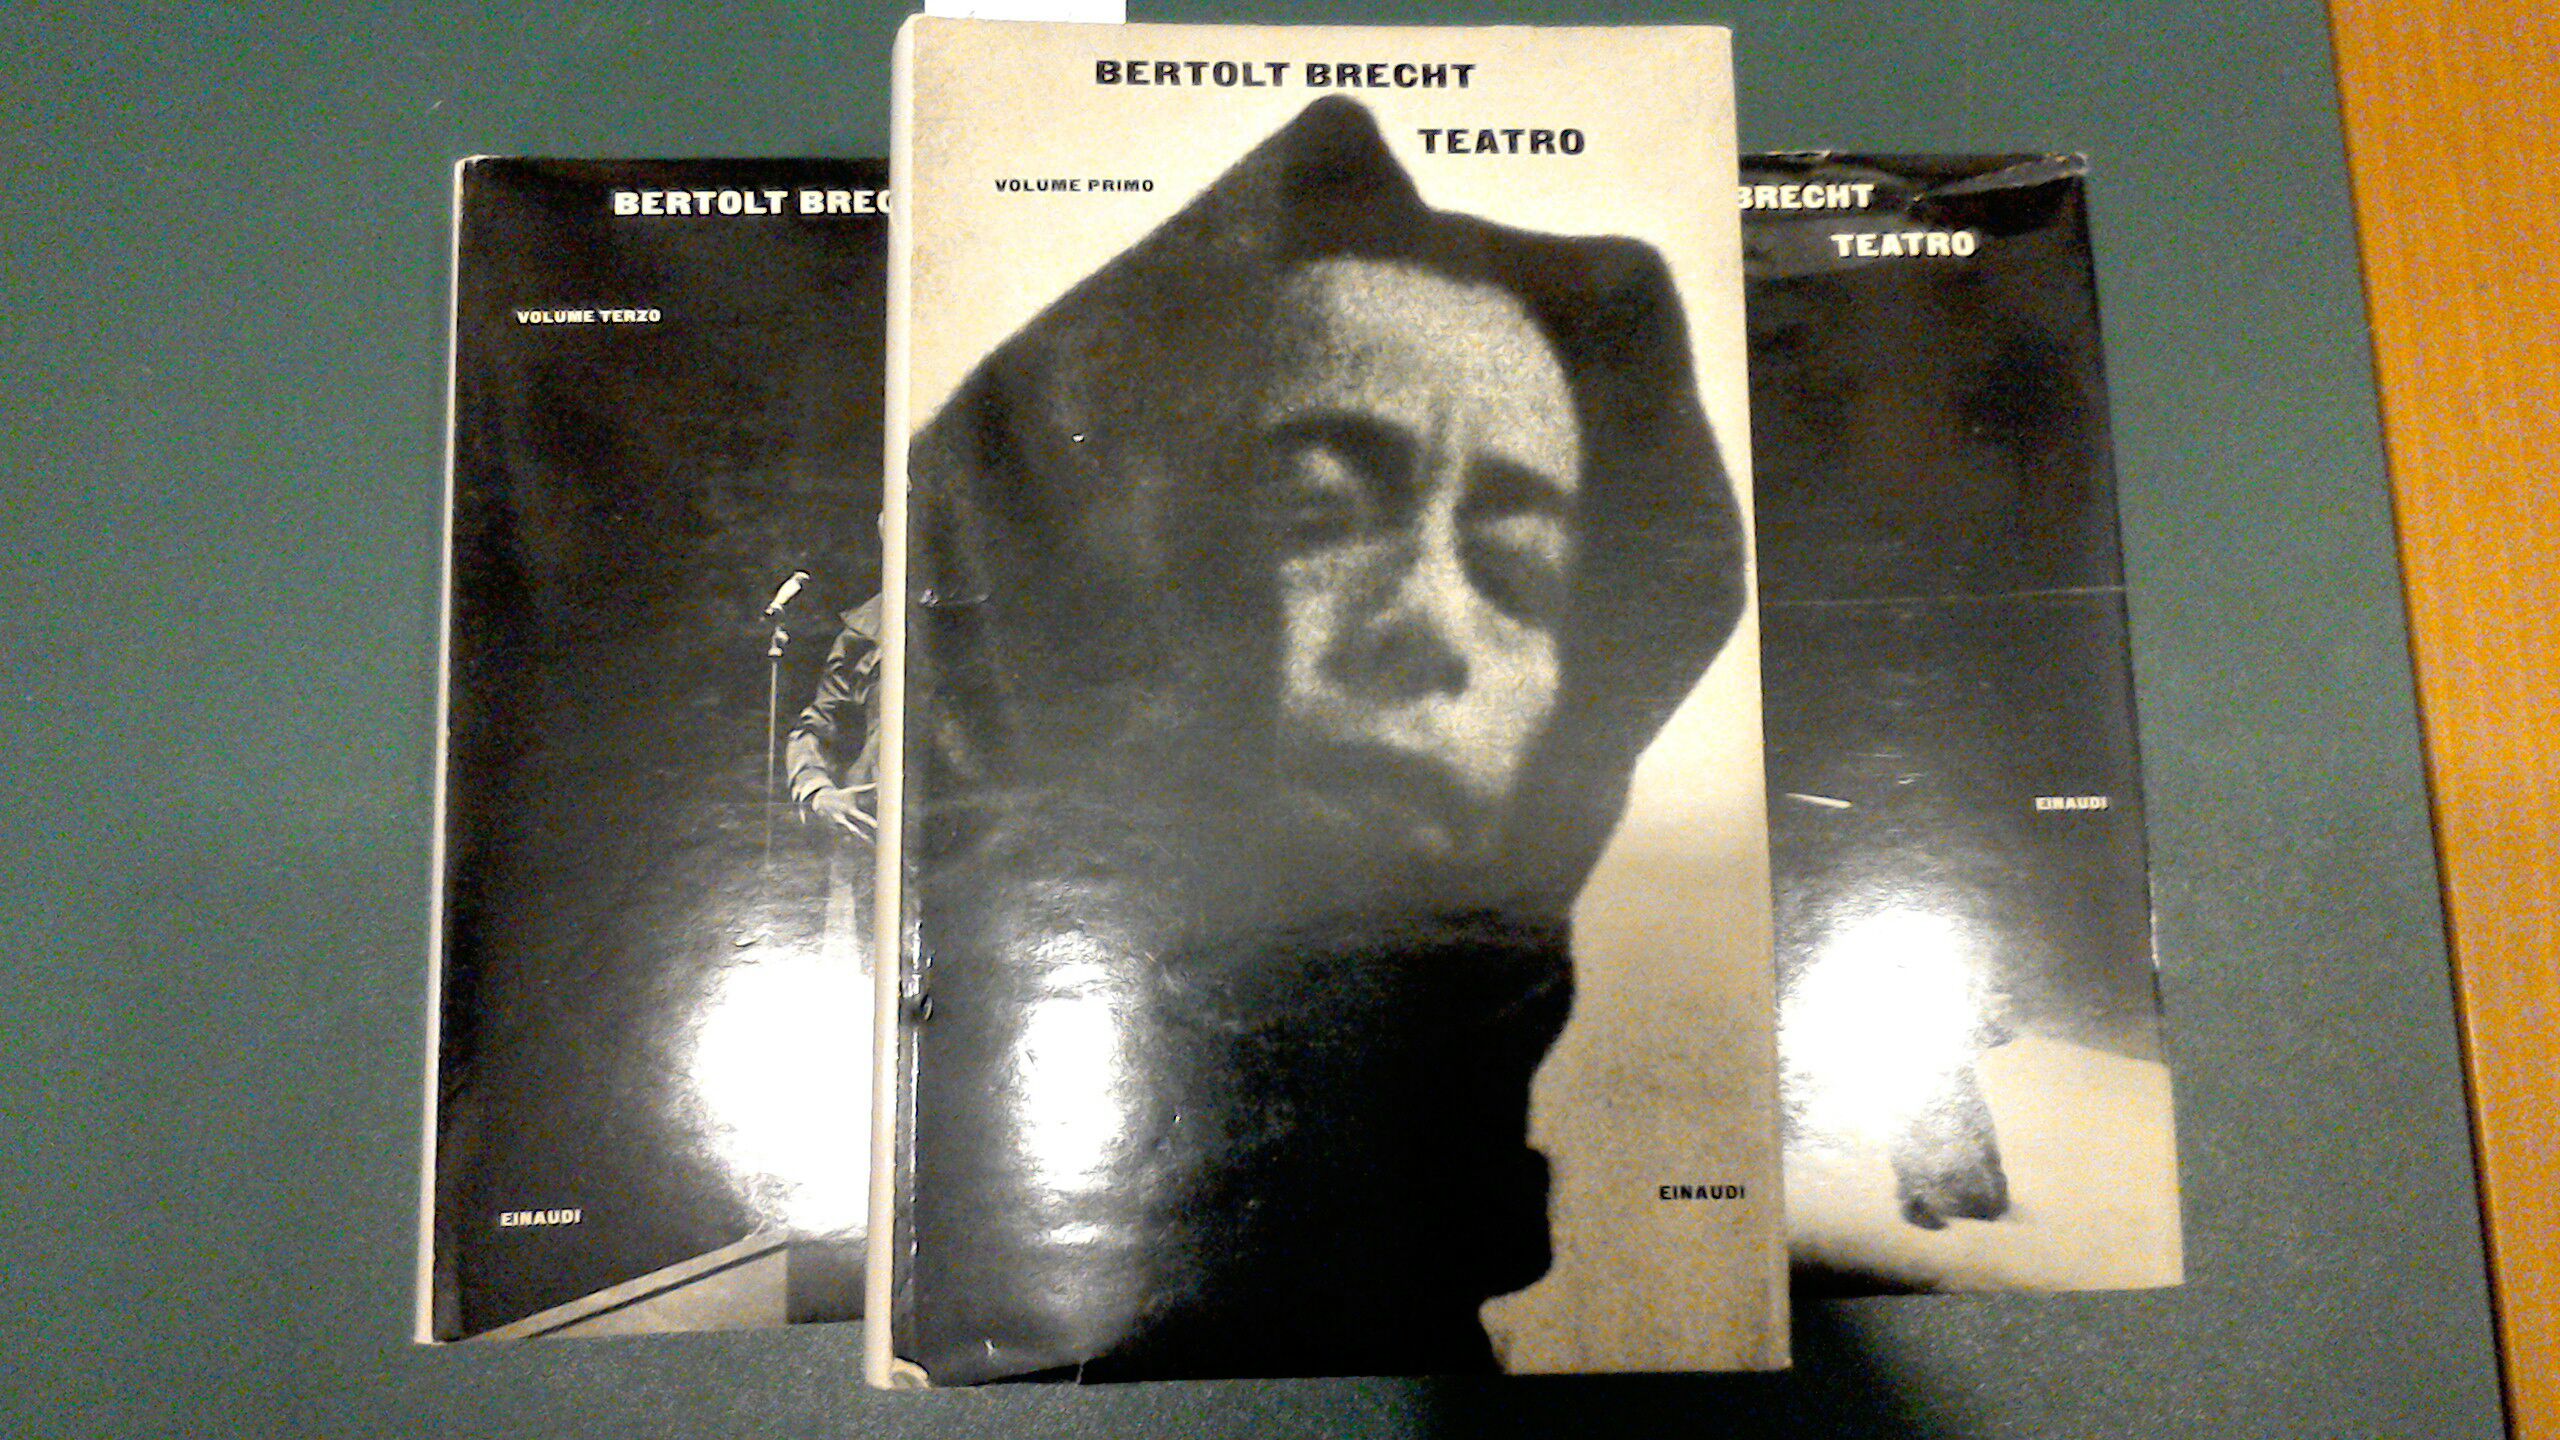 BERTOLT BREC
VOLUME TERZO
EINAUDI
BERTOLT BRECHT
TEATRO
VOLUME PRIMO
EINAUDI
BRECHT
TEATRO
EINAUDI